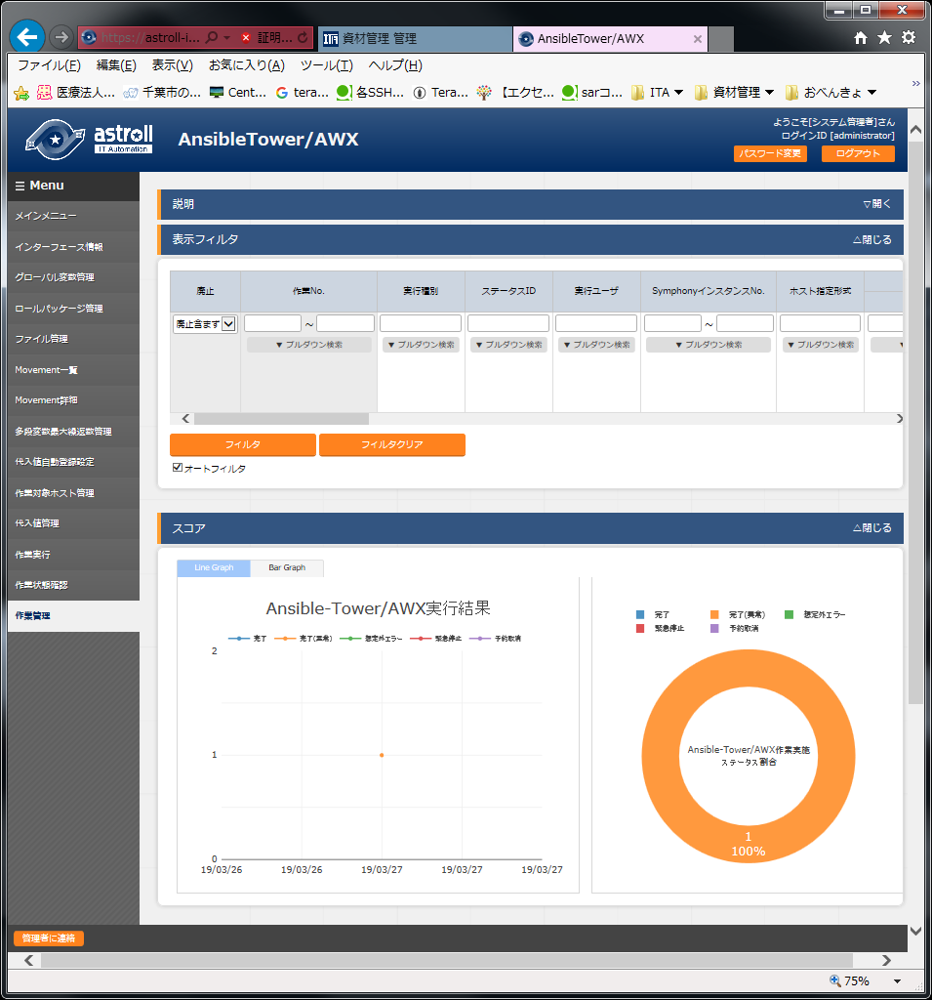 https://astroll-i...
証明...
資材管理 管理
AnsibleTower/AWX
ファイル(F) 編集(E) 表示(V) お気に入り(A) ツール(T) ヘルプ(H)
医療法人... 千葉市の... Cent... tera... 各SSH... Tera... 【エクセ... sarコ... ITA 資材管理 おべんきょ
astroll
IT Automation
AnsibleTower/AWX
ようこそ[システム管理者]さん
ログインID [administrator]
パスワード変更 ログアウト
Menu
メインメニュー
インターフェース情報
グローバル変数管理
ロールパッケージ管理
ファイル管理
Movement一覧
Movement詳細
多段変数最大繰返数管理
代入値自動登録設定
作業対象ホスト管理
代入値管理
作業実行
作業状態確認
作業管理
説明 ▽開く
表示フィルタ △閉じる
廃止 作業No. 実行種別 ステータスID 実行ユーザ SymphonyインスタンスNo. ホスト指定形式
廃止含まず ~ ~
▼ プルダウン検索 ▼ プルダウン検索 ▼ プルダウン検索 ▼ プルダウン検索 ▼ プルダウン検索 ▼ プルダウン検索
フィルタ フィルタクリア
オートフィルタ
スコア △閉じる
Line Graph Bar Graph
Ansible-Tower/AWX実行結果
完了 完了(異常) 想定外エラー 緊急停止 予約取消
2
1
0
19/03/26 19/03/26 19/03/27 19/03/27 19/03/27
完了 完了(異常) 想定外エラー
緊急停止 予約取消
Ansible-Tower/AWX作業実施
ステータス割合
1
100%
管理者に連絡
75%